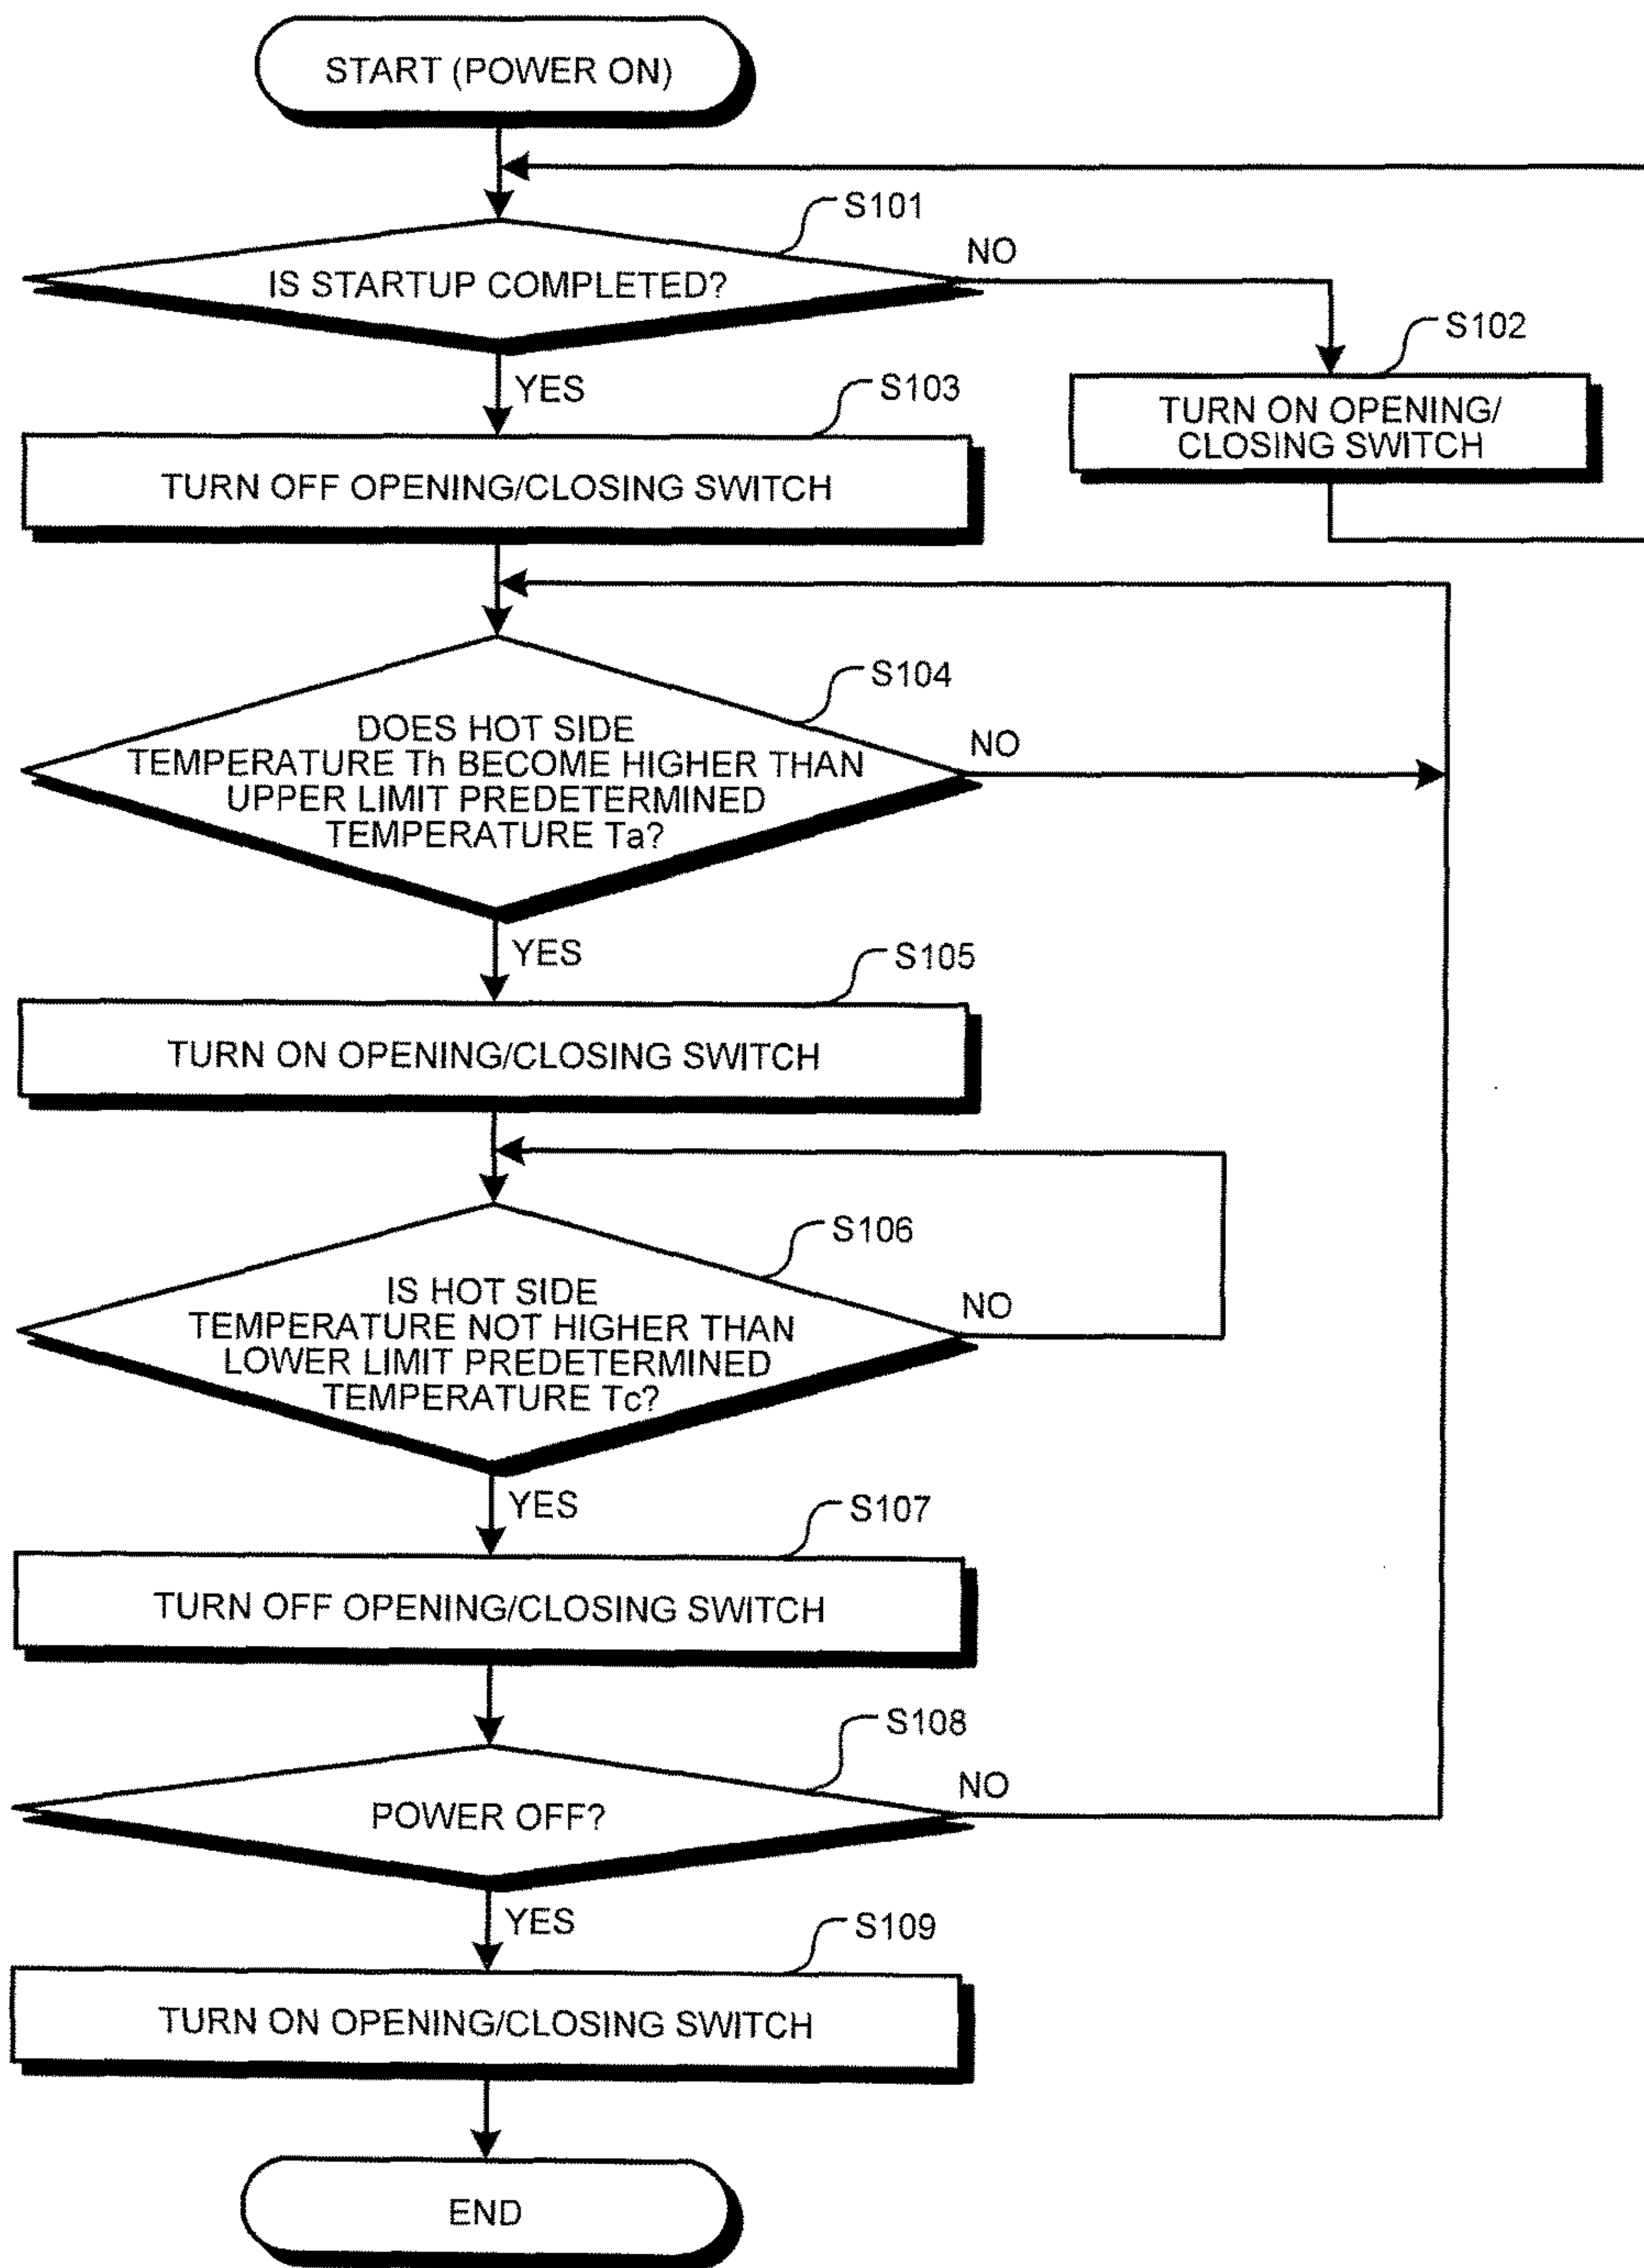 START (POWER ON)
S101
IS STARTUP COMPLETED?
NO
S102
TURN ON OPENING/
CLOSING SWITCH
YES
S103
TURN OFF OPENING/CLOSING SWITCH
S104
DOES HOT SIDE
TEMPERATURE Th BECOME HIGHER THAN
UPPER LIMIT PREDETERMINED
TEMPERATURE Ta?
NO
YES
S105
TURN ON OPENING/CLOSING SWITCH
S106
IS HOT SIDE
TEMPERATURE NOT HIGHER THAN
LOWER LIMIT PREDETERMINED
TEMPERATURE Tc?
NO
YES
S107
TURN OFF OPENING/CLOSING SWITCH
S108
POWER OFF?
NO
YES
S109
TURN ON OPENING/CLOSING SWITCH
END